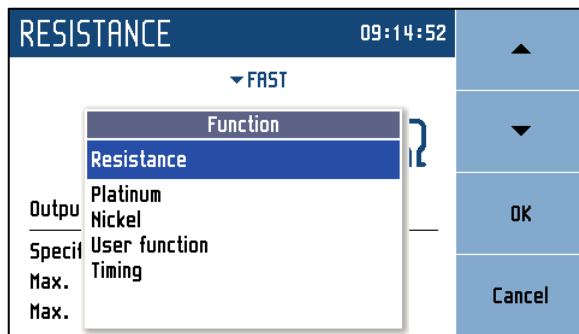 RESISTANCE 09:14:52
▾FAST
Function
Resistance
Platinum
Nickel
User function
Timing
Outpu
Specif
Max.
Max.
Ω
▲
▼
OK
Cancel